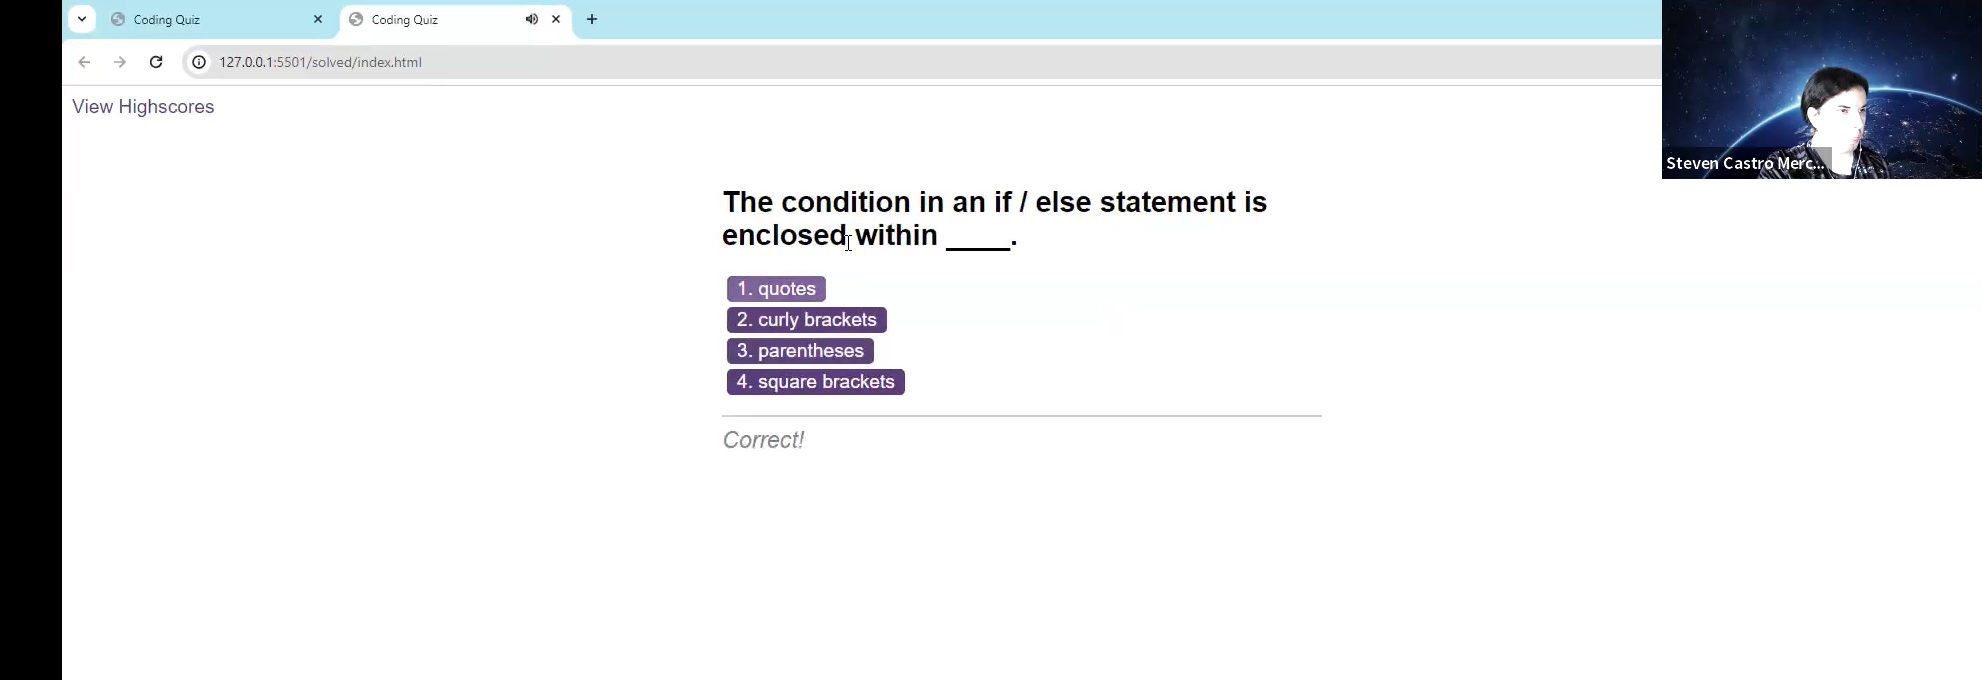 Coding Quiz
Coding Quiz
127.0.0.1:5501/solved/index.html
View Highscores
Steven Castro Merc...
The condition in an if / else statement is
enclosed within ____.
1. quotes
2. curly brackets
3. parentheses
4. square brackets
Correct!